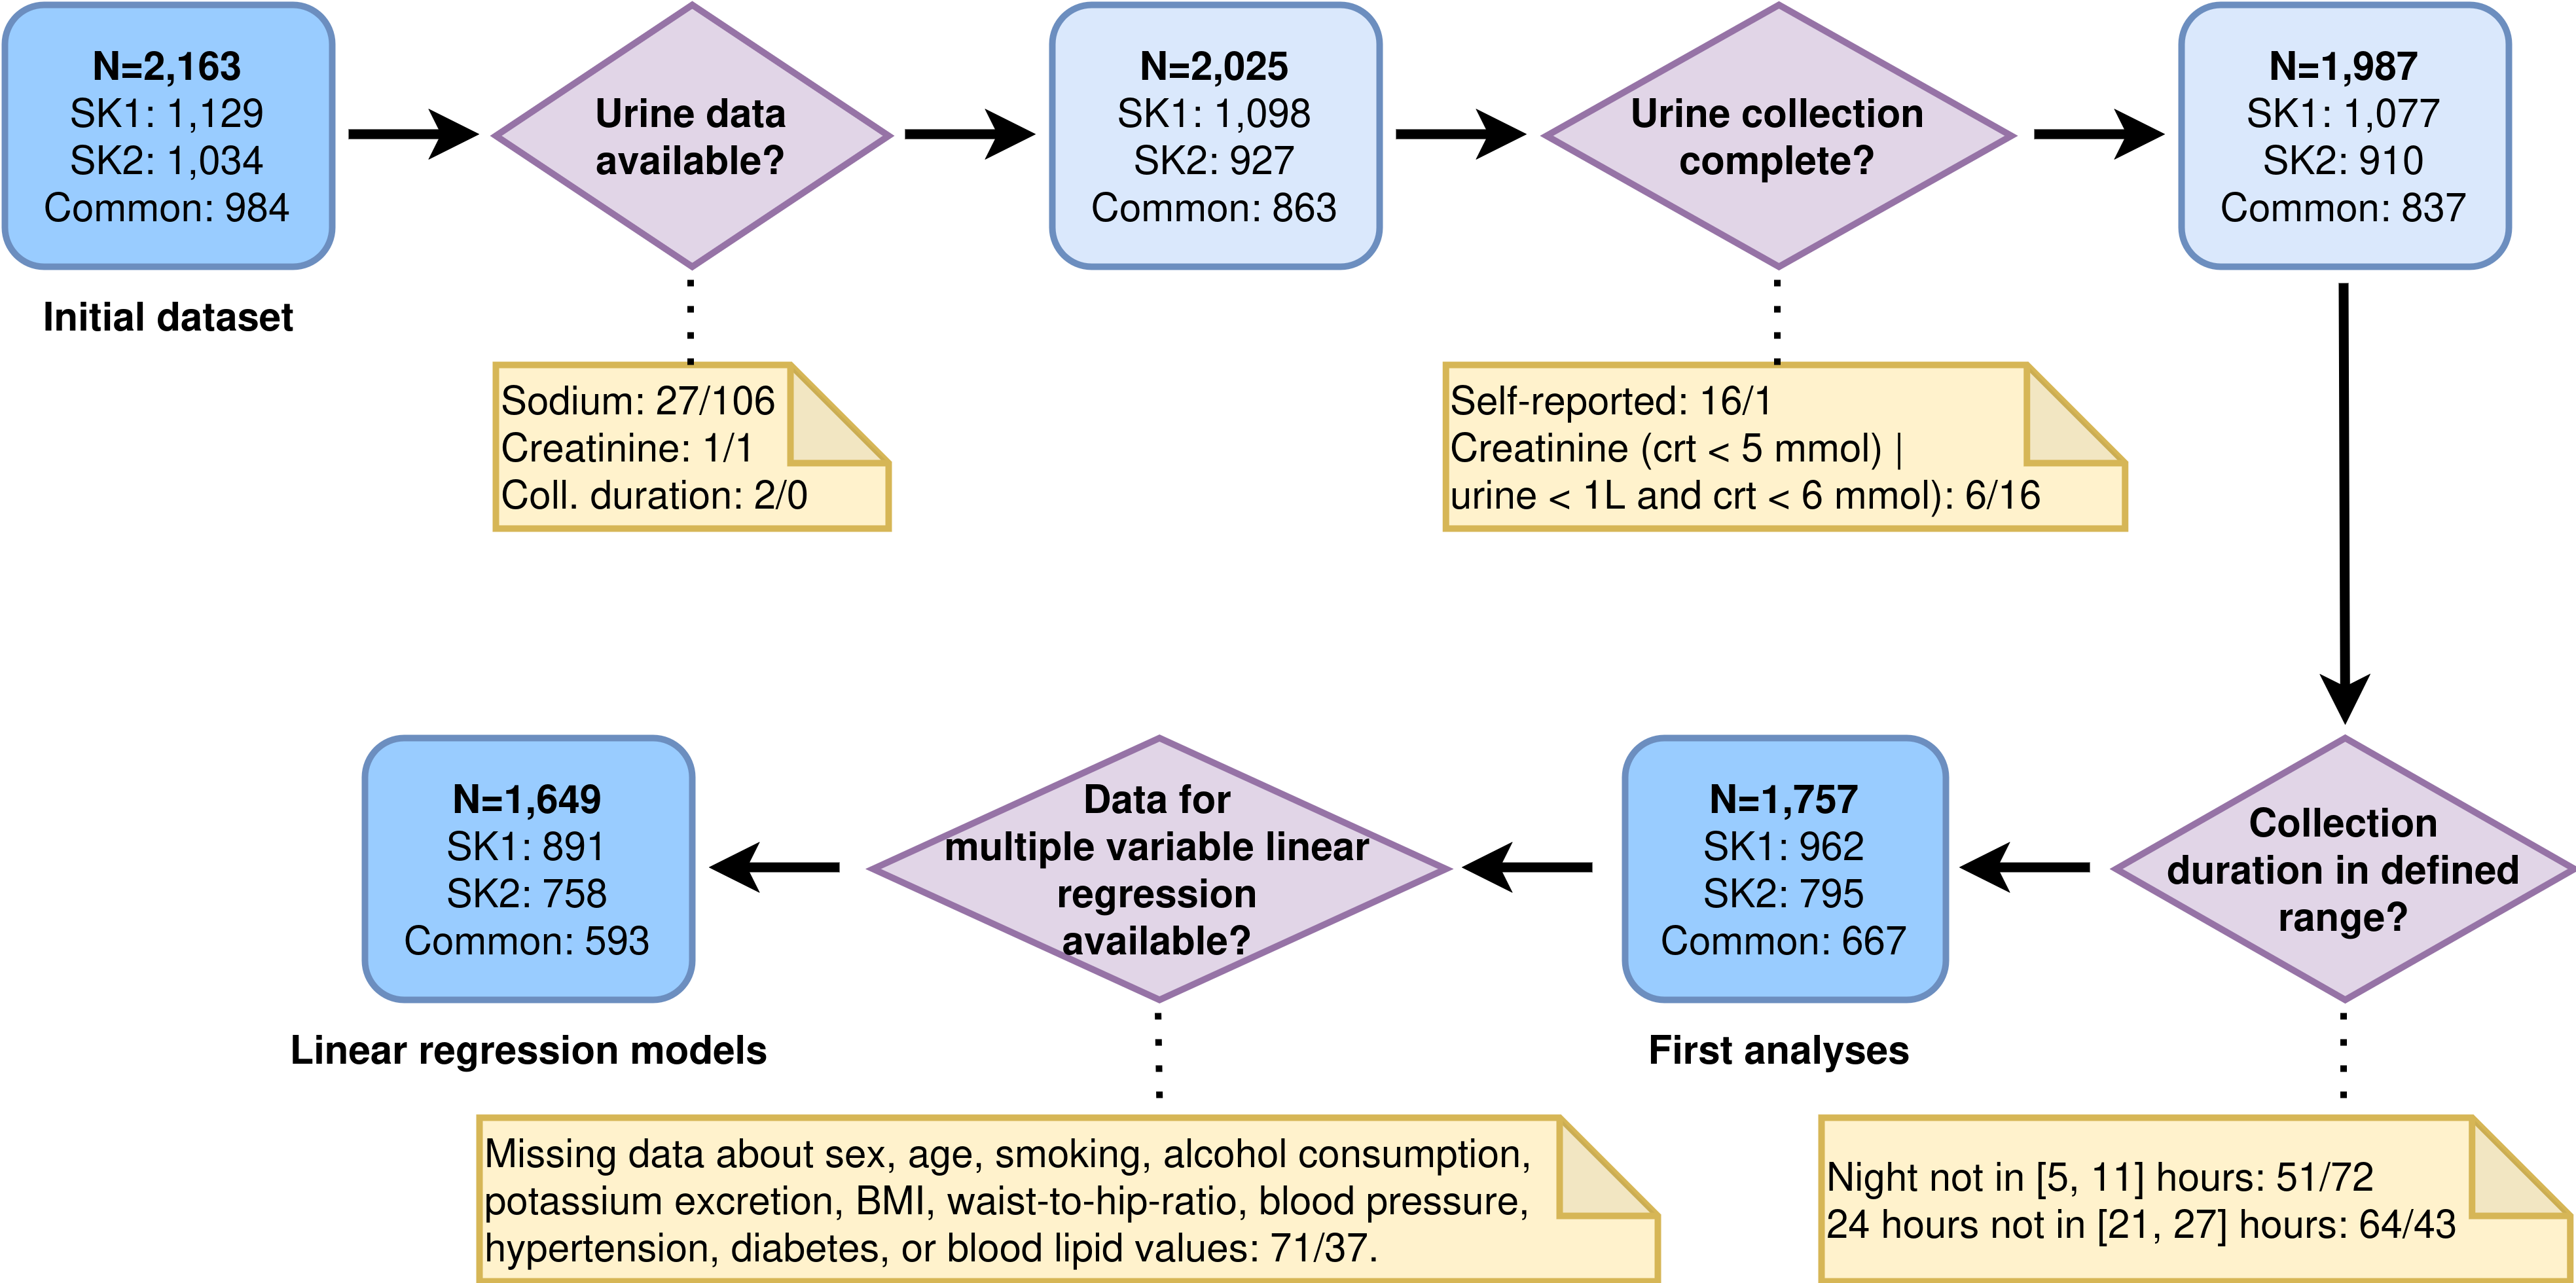 N=2,163
SK1: 1,129
SK2: 1,034
Common: 984
Initial dataset
Urine data
available?
Sodium: 27/106
Creatinine: 1/1
Coll. duration: 2/0
N=2,025
SK1: 1,098
SK2: 927
Common: 863
Urine collection
complete?
Self-reported: 16/1
Creatinine (crt < 5 mmol) |
urine < 1L and crt < 6 mmol): 6/16
N=1,987
SK1: 1,077
SK2: 910
Common: 837
Collection
duration in defined
range?
Night not in [5, 11] hours: 51/72
24 hours not in [21, 27] hours: 64/43
N=1,757
SK1: 962
SK2: 795
Common: 667
First analyses
Data for
multiple variable linear
regression
available?
Missing data about sex, age, smoking, alcohol consumption,
potassium excretion, BMI, waist-to-hip-ratio, blood pressure,
hypertension, diabetes, or blood lipid values: 71/37.
N=1,649
SK1: 891
SK2: 758
Common: 593
Linear regression models